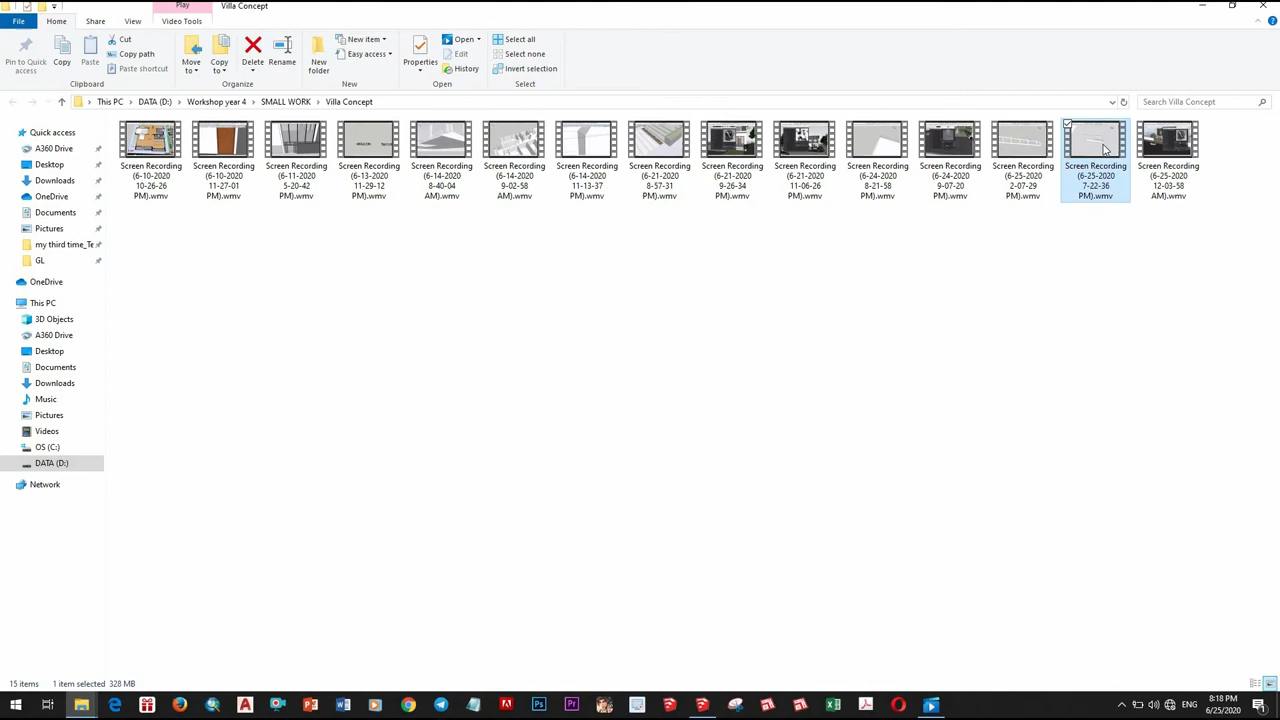 Play
Villa Concept
File
Home
Share
View
Video Tools
Pin to Quick access
Copy
Paste
Cut
Copy path
Paste shortcut
Clipboard
Move to
Copy to
Delete
Rename
Organize
New folder
New item
Easy access
New
Properties
Open
Edit
History
Open
Select all
Select none
Invert selection
Select
This PC
DATA (D:)
Workshop year 4
SMALL WORK
Villa Concept
Search Villa Concept
Quick access
A360 Drive
Desktop
Downloads
OneDrive
Documents
Pictures
my third time_Te
GL
OneDrive
This PC
3D Objects
A360 Drive
Desktop
Documents
Downloads
Music
Pictures
Videos
OS (C:)
DATA (D:)
Network
Screen Recording
(6-10-2020
10-26-26
PM).wmv
Screen Recording
(6-10-2020
11-27-01
PM).wmv
Screen Recording
(6-11-2020
5-20-42
PM).wmv
Screen Recording
(6-13-2020
11-29-12
PM).wmv
Screen Recording
(6-14-2020
8-40-04
AM).wmv
Screen Recording
(6-14-2020
9-02-58
AM).wmv
Screen Recording
(6-14-2020
11-13-37
PM).wmv
Screen Recording
(6-21-2020
8-57-31
PM).wmv
Screen Recording
(6-21-2020
9-26-34
PM).wmv
Screen Recording
(6-21-2020
11-06-26
PM).wmv
Screen Recording
(6-24-2020
8-21-58
PM).wmv
Screen Recording
(6-24-2020
9-07-20
PM).wmv
Screen Recording
(6-25-2020
2-07-29
PM).wmv
Screen Recording
(6-25-2020
7-22-36
PM).wmv
Screen Recording
(6-25-2020
12-03-58
AM).wmv
15 items
1 item selected 328 MB
ENG
8:18 PM
6/25/2020